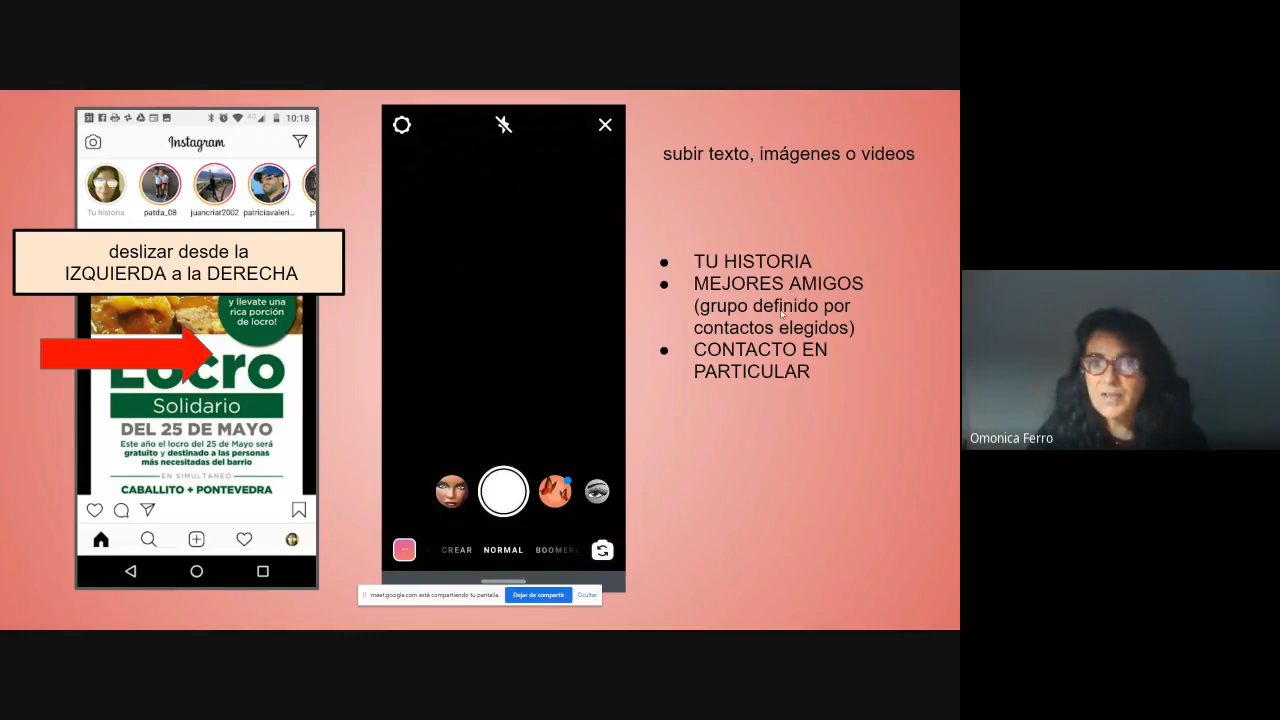 10:18
Instagram
Tu historia
patda_08
juancriar2002
patriciavaleri...
deslizar desde la
IZQUIERDA a la DERECHA
y llevate una
rica porción
de locro!
Locro
Solidario
DEL 25 DE MAYO
Este año el locro del 25 de Mayo será
gratuito y destinado a las personas
más necesitadas del barrio
EN SIMULTANEO
CABALLITO + PONTEVEDRA
CREAR
NORMAL
BOOMER
meet.google.com está compartiendo tu pantalla.
Dejar de compartir
Ocultar
subir texto, imágenes o videos
● TU HISTORIA
● MEJORES AMIGOS
(grupo definido por
contactos elegidos)
● CONTACTO EN
PARTICULAR
Omonica Ferro